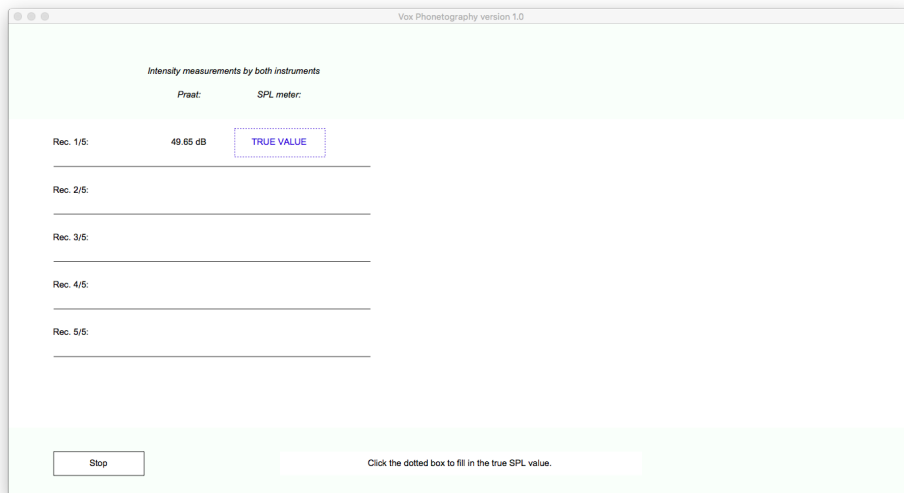 Vox Phonetography version 1.0
Intensity measurements by both instruments
Praat: SPL meter:
Rec. 1/5: 49.65 dB TRUE VALUE
Rec. 2/5:
Rec. 3/5:
Rec. 4/5:
Rec. 5/5:
Stop Click the dotted box to fill in the true SPL value.